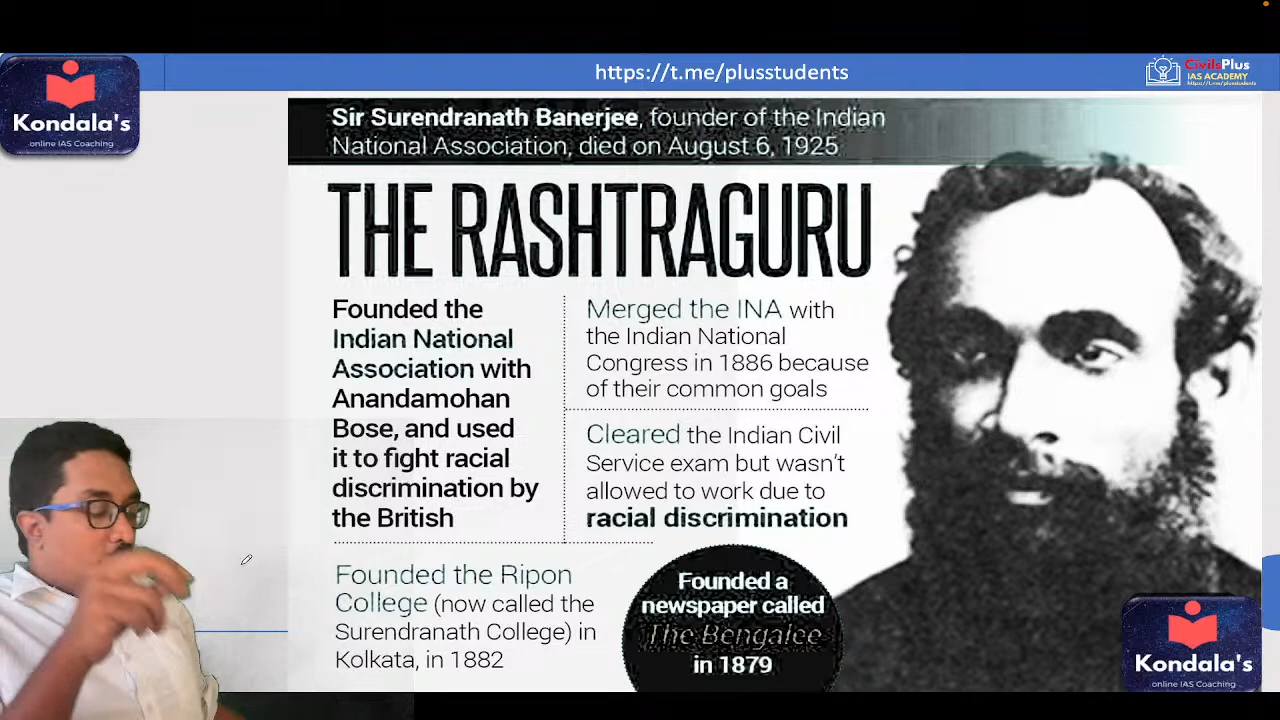 https://t.me/plusstudents
Kondala's
online IAS Coaching
CivilsPlus
IAS ACADEMY
https://t.me/plusstudents
Sir Surendranath Banerjee, founder of the Indian
National Association, died on August 6, 1925
THE RASHTRAGURU
Founded the
Indian National
Association with
Anandamohan
Bose, and used
it to fight racial
discrimination by
the British
Merged the INA with
the Indian National
Congress in 1886 because
of their common goals
Cleared the Indian Civil
Service exam but wasn't
allowed to work due to
racial discrimination
Founded the Ripon
College (now called the
Surendranath College) in
Kolkata, in 1882
Founded a
newspaper called
The Bengalee
in 1879
Kondala's
online IAS Coaching